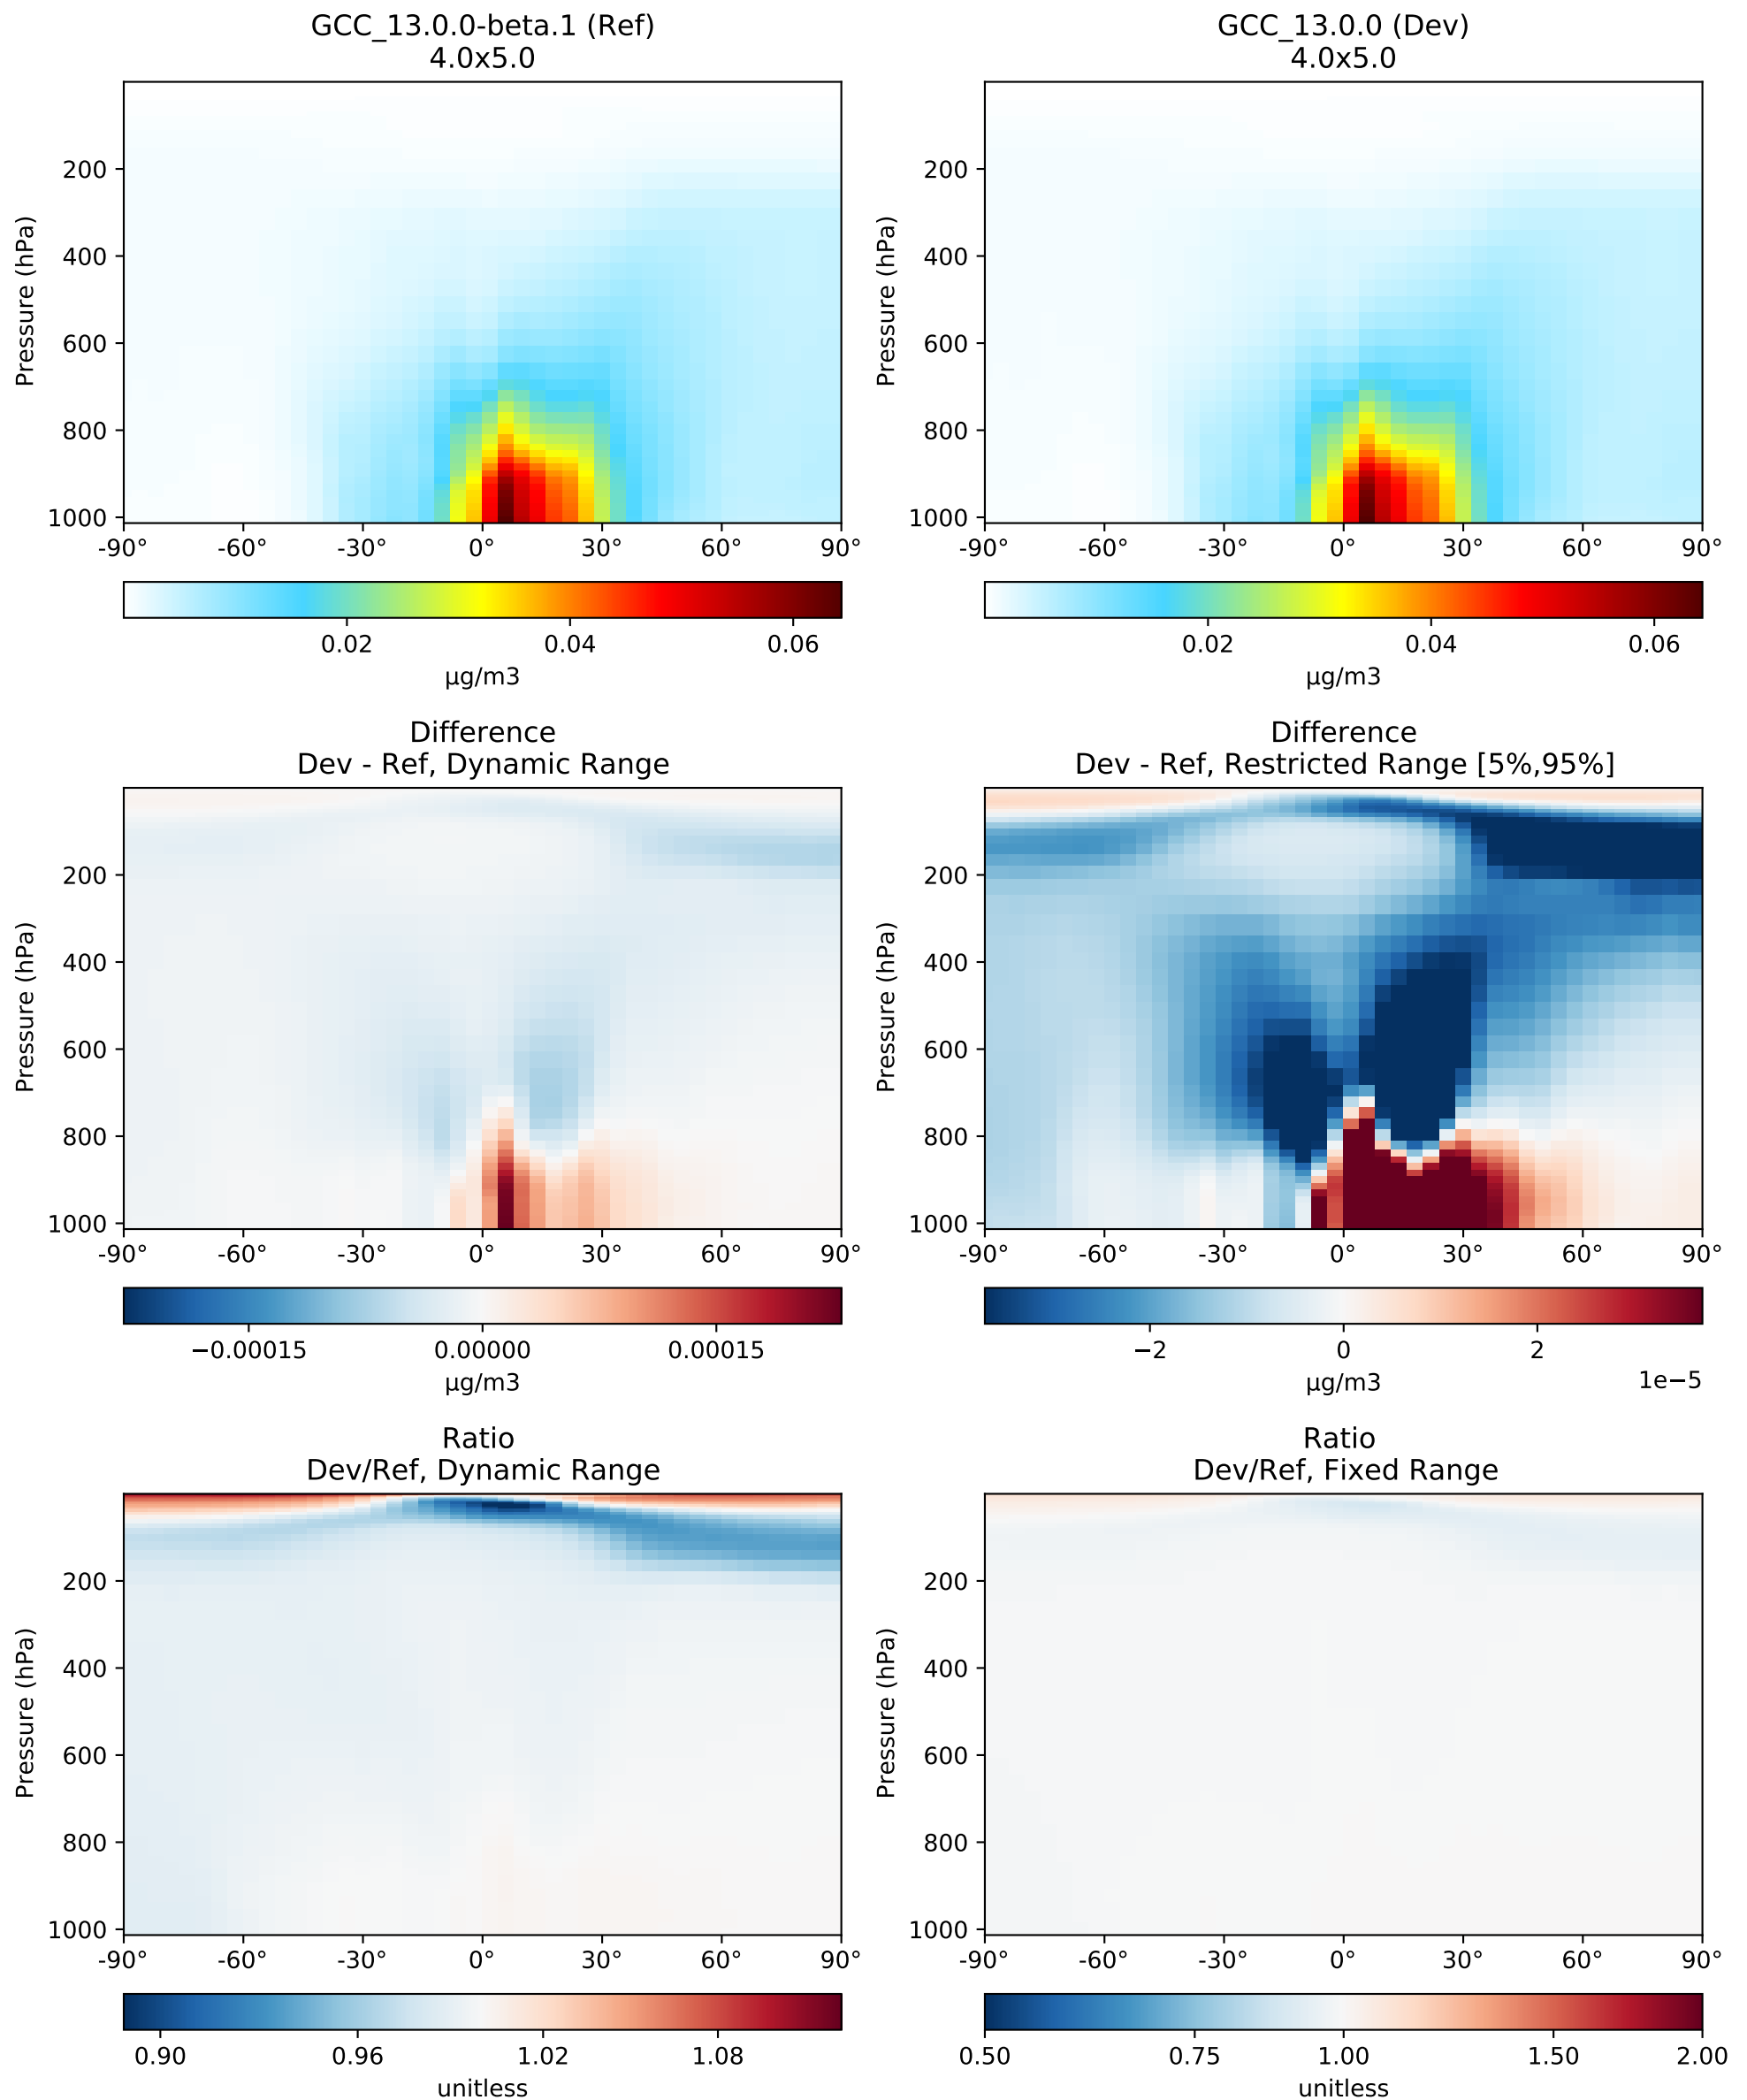 GCC_13.0.0-beta.1 (Ref)
4.0x5.0
Pressure (hPa)
200
400
600
800
1000
-90° -60° -30° 0° 30° 60° 90°
0.02 0.04 0.06
µg/m3
GCC_13.0.0 (Dev)
4.0x5.0
Pressure (hPa)
200
400
600
800
1000
-90° -60° -30° 0° 30° 60° 90°
0.02 0.04 0.06
µg/m3
Difference
Dev - Ref, Dynamic Range
Pressure (hPa)
200
400
600
800
1000
-90° -60° -30° 0° 30° 60° 90°
−0.00015 0.00000 0.00015
µg/m3
Difference
Dev - Ref, Restricted Range [5%,95%]
Pressure (hPa)
200
400
600
800
1000
-90° -60° -30° 0° 30° 60° 90°
−2 0 2
µg/m3
1e−5
Ratio
Dev/Ref, Dynamic Range
Pressure (hPa)
200
400
600
800
1000
-90° -60° -30° 0° 30° 60° 90°
0.90 0.96 1.02 1.08
unitless
Ratio
Dev/Ref, Fixed Range
Pressure (hPa)
200
400
600
800
1000
-90° -60° -30° 0° 30° 60° 90°
0.50 0.75 1.00 1.50 2.00
unitless